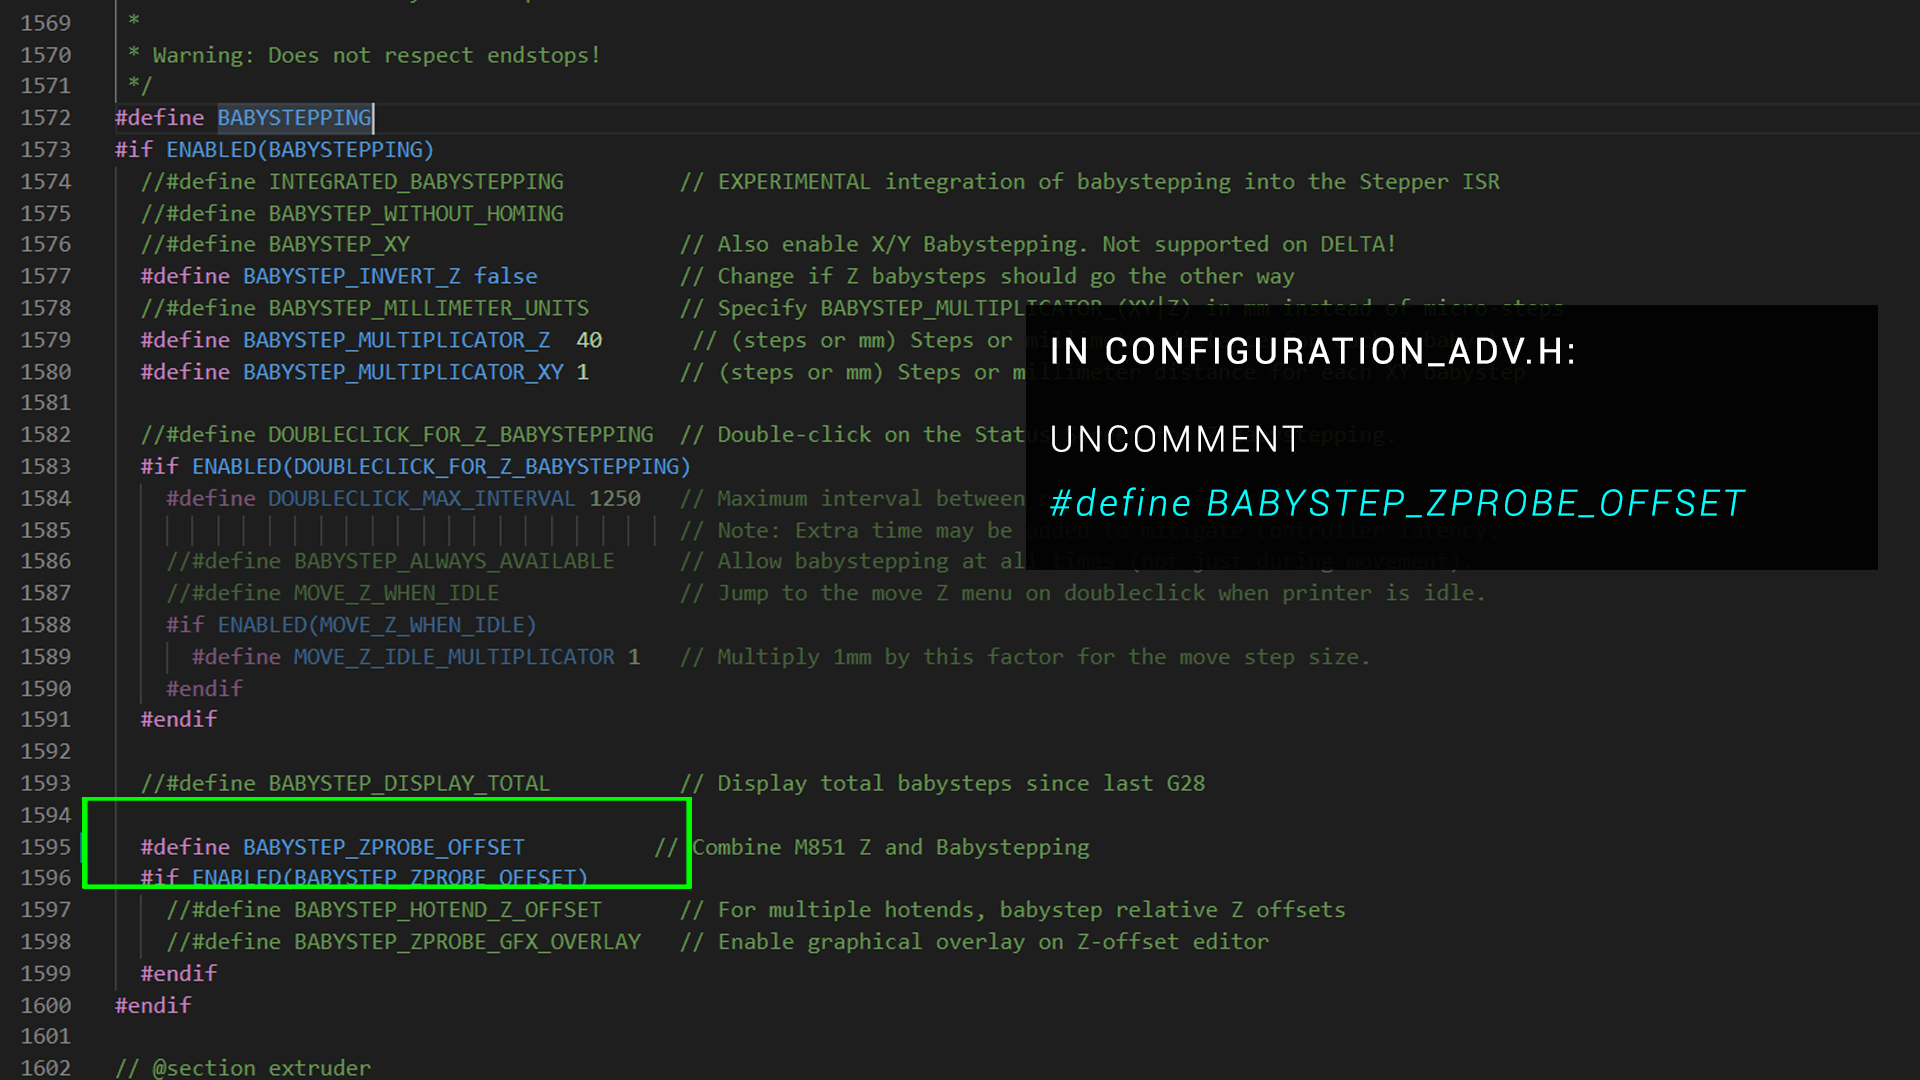 1569 *
1570 * Warning: Does not respect endstops!
1571 */
1572 #define BABYSTEPPING
1573 #if ENABLED(BABYSTEPPING)
1574 //#define INTEGRATED_BABYSTEPPING // EXPERIMENTAL integration of babystepping into the Stepper ISR
1575 //#define BABYSTEP_WITHOUT_HOMING
1576 //#define BABYSTEP_XY // Also enable X/Y Babystepping. Not supported on DELTA!
1577 #define BABYSTEP_INVERT_Z false // Change if Z babysteps should go the other way
1578 //#define BABYSTEP_MILLIMETER_UNITS // Specify BABYSTEP_MULTIPLICATOR_(XY|Z) in mm instead of micro-steps
1579 #define BABYSTEP_MULTIPLICATOR_Z 40 // (steps or mm) Steps or
1580 #define BABYSTEP_MULTIPLICATOR_XY 1 // (steps or mm) Steps or millimeter distance for each XY babystep
1581
1582 //#define DOUBLECLICK_FOR_Z_BABYSTEPPING // Double-click on the
1583 #if ENABLED(DOUBLECLICK_FOR_Z_BABYSTEPPING)
1584 #define DOUBLECLICK_MAX_INTERVAL 1250 // Maximum interval between
1585 // Note: Extra time may be added to mitigate controller latency.
1586 //#define BABYSTEP_ALWAYS_AVAILABLE // Allow babystepping at all times (not just during movement).
1587 //#define MOVE_Z_WHEN_IDLE // Jump to the move Z menu on doubleclick when printer is idle.
1588 #if ENABLED(MOVE_Z_WHEN_IDLE)
1589 #define MOVE_Z_IDLE_MULTIPLICATOR 1 // Multiply 1mm by this factor for the move step size.
1590 #endif
1591 #endif
1592
1593 //#define BABYSTEP_DISPLAY_TOTAL // Display total babysteps since last G28
1594
1595 #define BABYSTEP_ZPROBE_OFFSET // Combine M851 Z and Babystepping
1596 #if ENABLED(BABYSTEP_ZPROBE_OFFSET)
1597 //#define BABYSTEP_HOTEND_Z_OFFSET // For multiple hotends, babystep relative Z offsets
1598 //#define BABYSTEP_ZPROBE_GFX_OVERLAY // Enable graphical overlay on Z-offset editor
1599 #endif
1600 #endif
1601
1602 // @section extruder
IN CONFIGURATION_ADV.H:
UNCOMMENT
#define BABYSTEP_ZPROBE_OFFSET